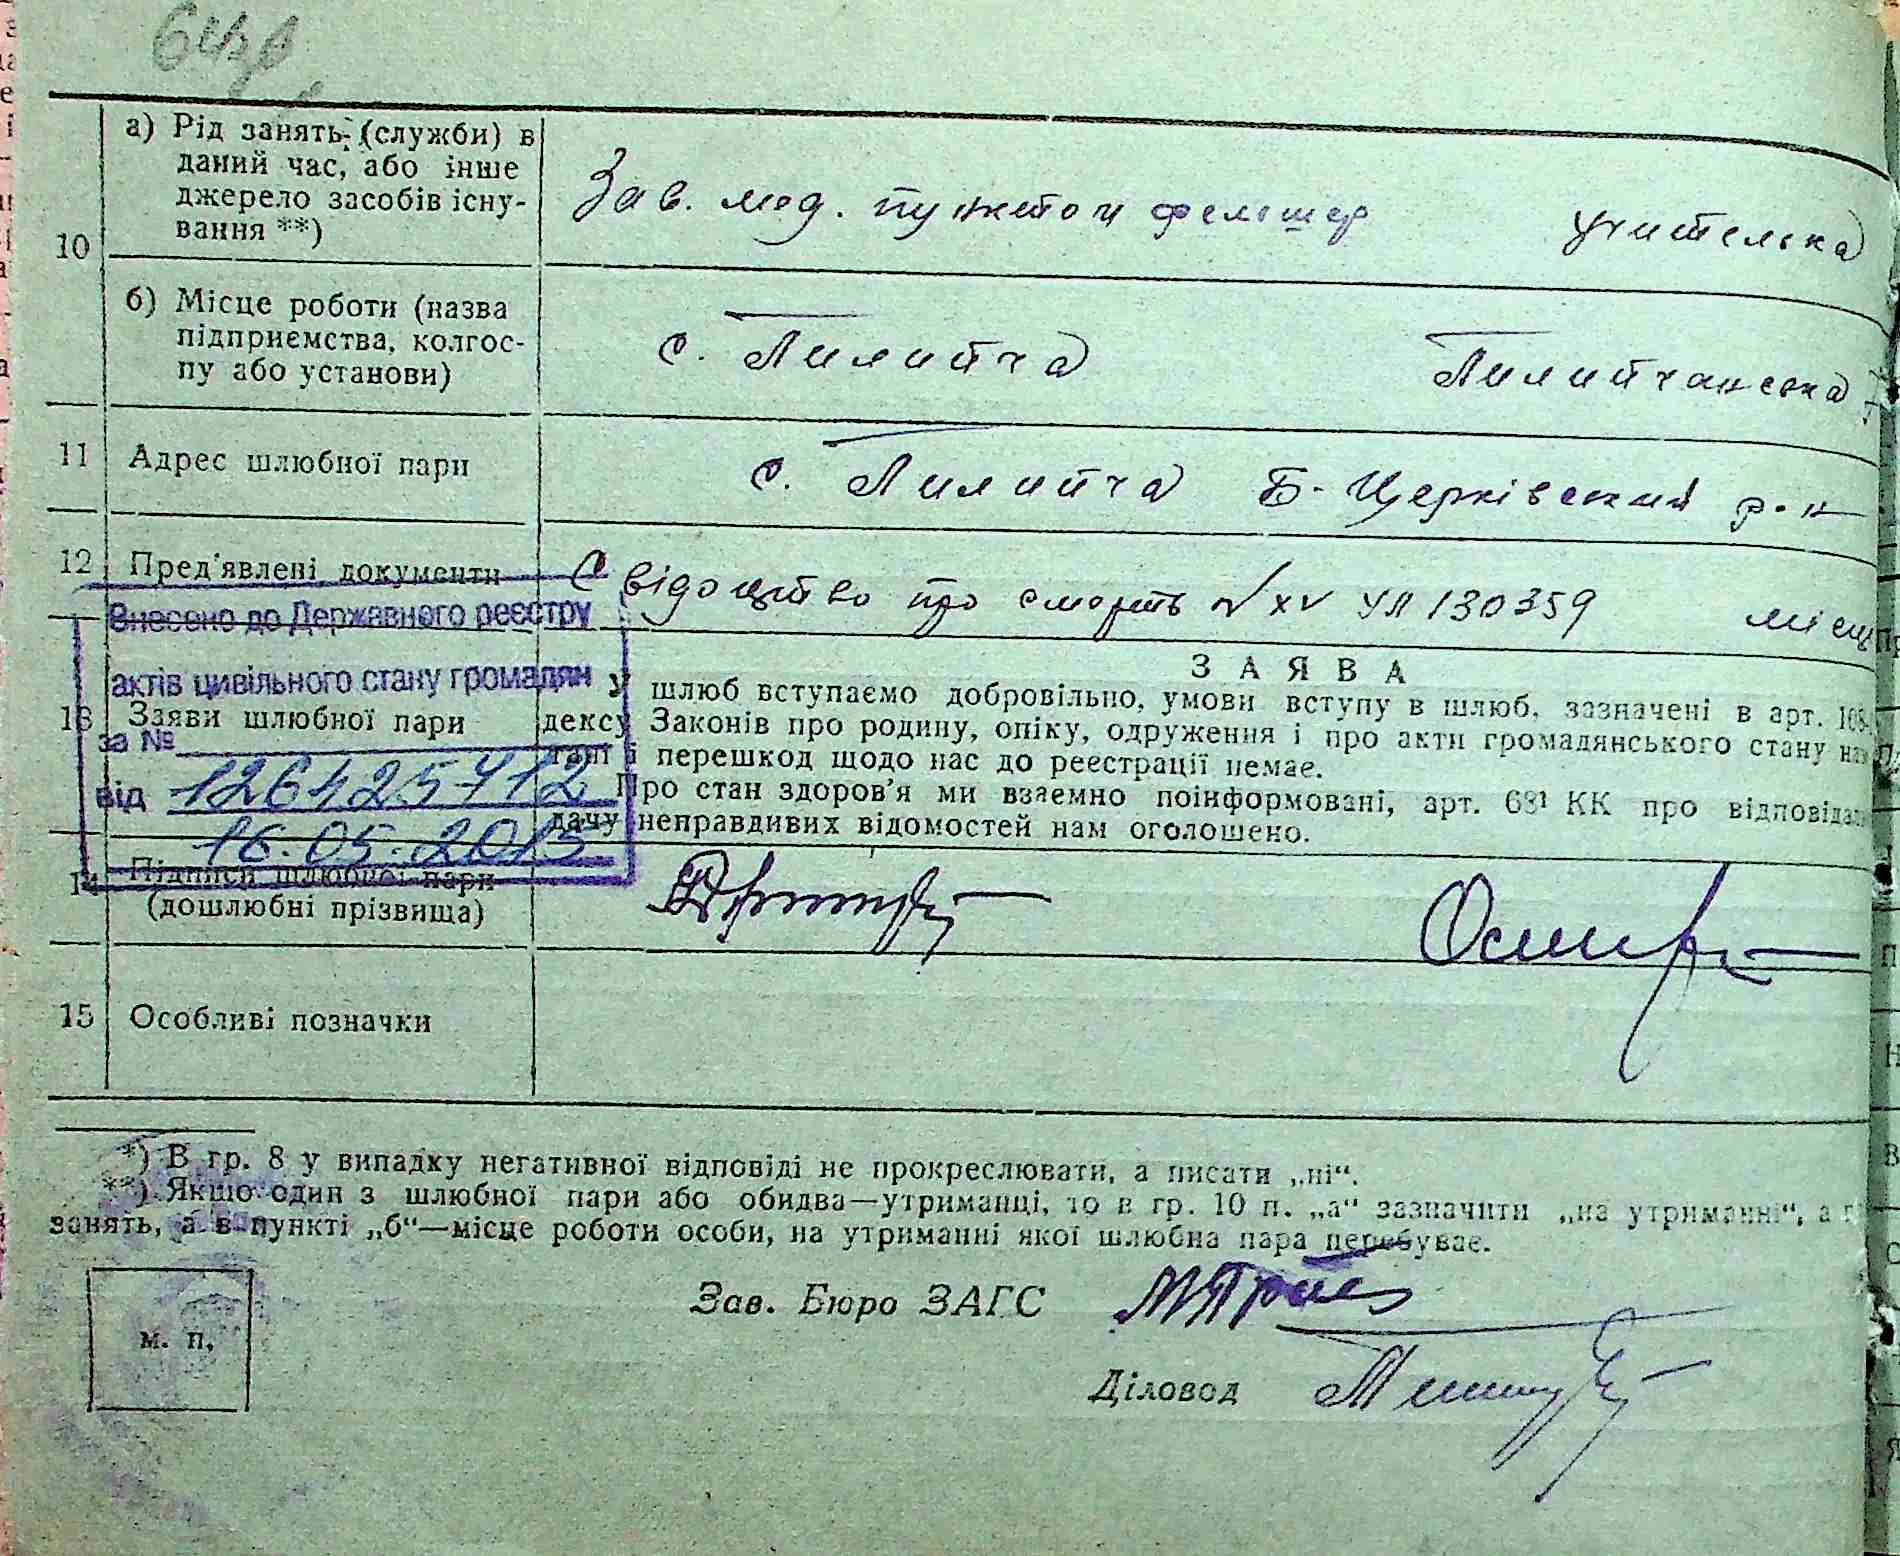 10
а) Рід занять (служби) в
даний час, або інше
джерело засобів існу-
вання **)
Зав. мед. пунктом фельшер учителька
б) Місце роботи (назва
підприємства, колгос-
пу або установи)
с. Пилипча Пилипчанська
11 Адрес шлюбної пари
с. Пилипча Б-Церківський р-н
12 Пред'явлені документи
Свідоцтво про смерть № XV УЛ 130359
Внесено до Державного реєстру
актів цивільного стану громадян
за №
від 126425712
16.05.2013
13 Заяви шлюбної пари
ЗАЯВА
У шлюб вступаємо добровільно, умови вступу в шлюб, зазначені в арт.
дексу Законів про родину, опіку, одруження і про акти громадянського стану
і перешкод щодо нас до реєстрації немає.
Про стан здоров'я ми взаємно поінформовані, арт. 68¹ КК про
дачу неправдивих відомостей нам оголошено.
14 Підписи шлюбної пари
(дошлюбні прізвища)
15 Особливі позначки
*) В гр. 8 у випадку негативної відповіді не прокреслювати, а писати „ні“.
**) Якщо один з шлюбної пари або обидва—утриманці, то в гр. 10 п. „а“ зазначити „на утриманні“, а
занять, а в пункті „б“—місце роботи особи, на утриманні якої шлюбна пара перебуває.
Зав. Бюро ЗАГС
м. п.
Діловод